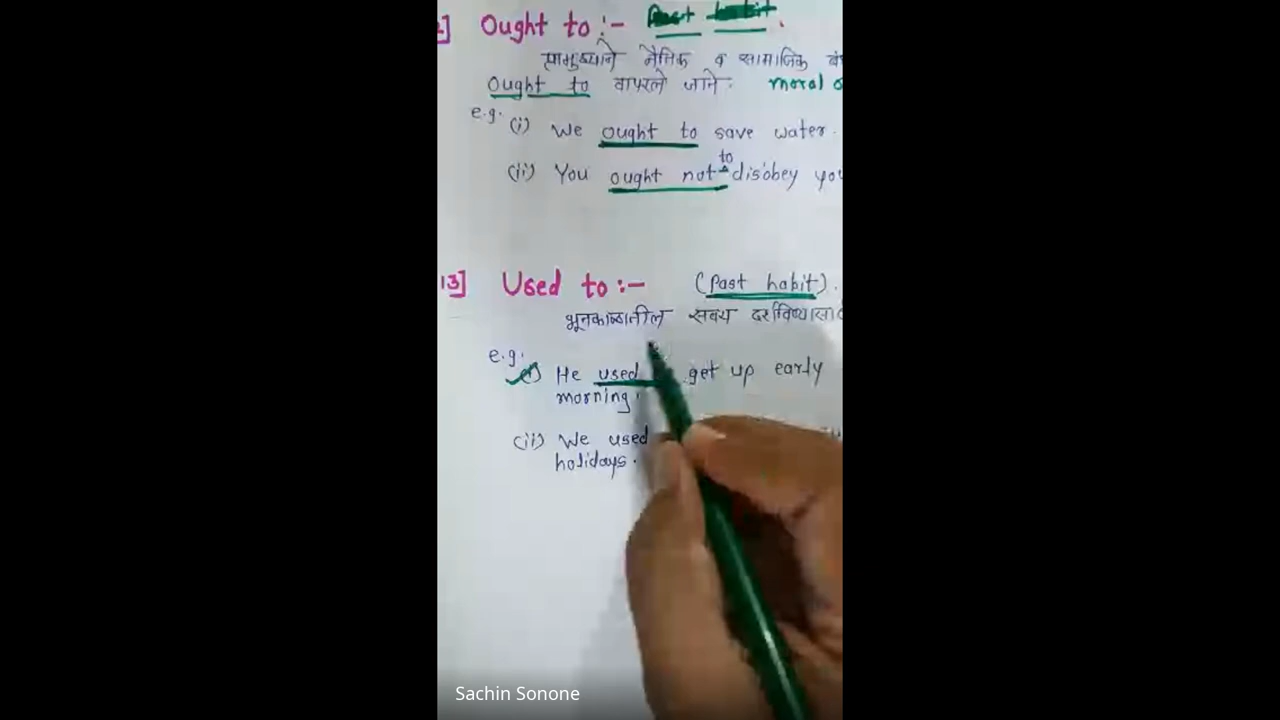 2] Ought to :- Past habit.
प्रामुख्याने नैतिक व सामाजिक
Ought to वापरले जाते. moral
e.g. (i) We ought to save water.
(ii) You ought not to disobey
13] Used to :- (Past habit).
भूतकाळातील सवय
e.g.
(i) He used get up early
morning.
(ii) We used
holidays.
Sachin Sonone